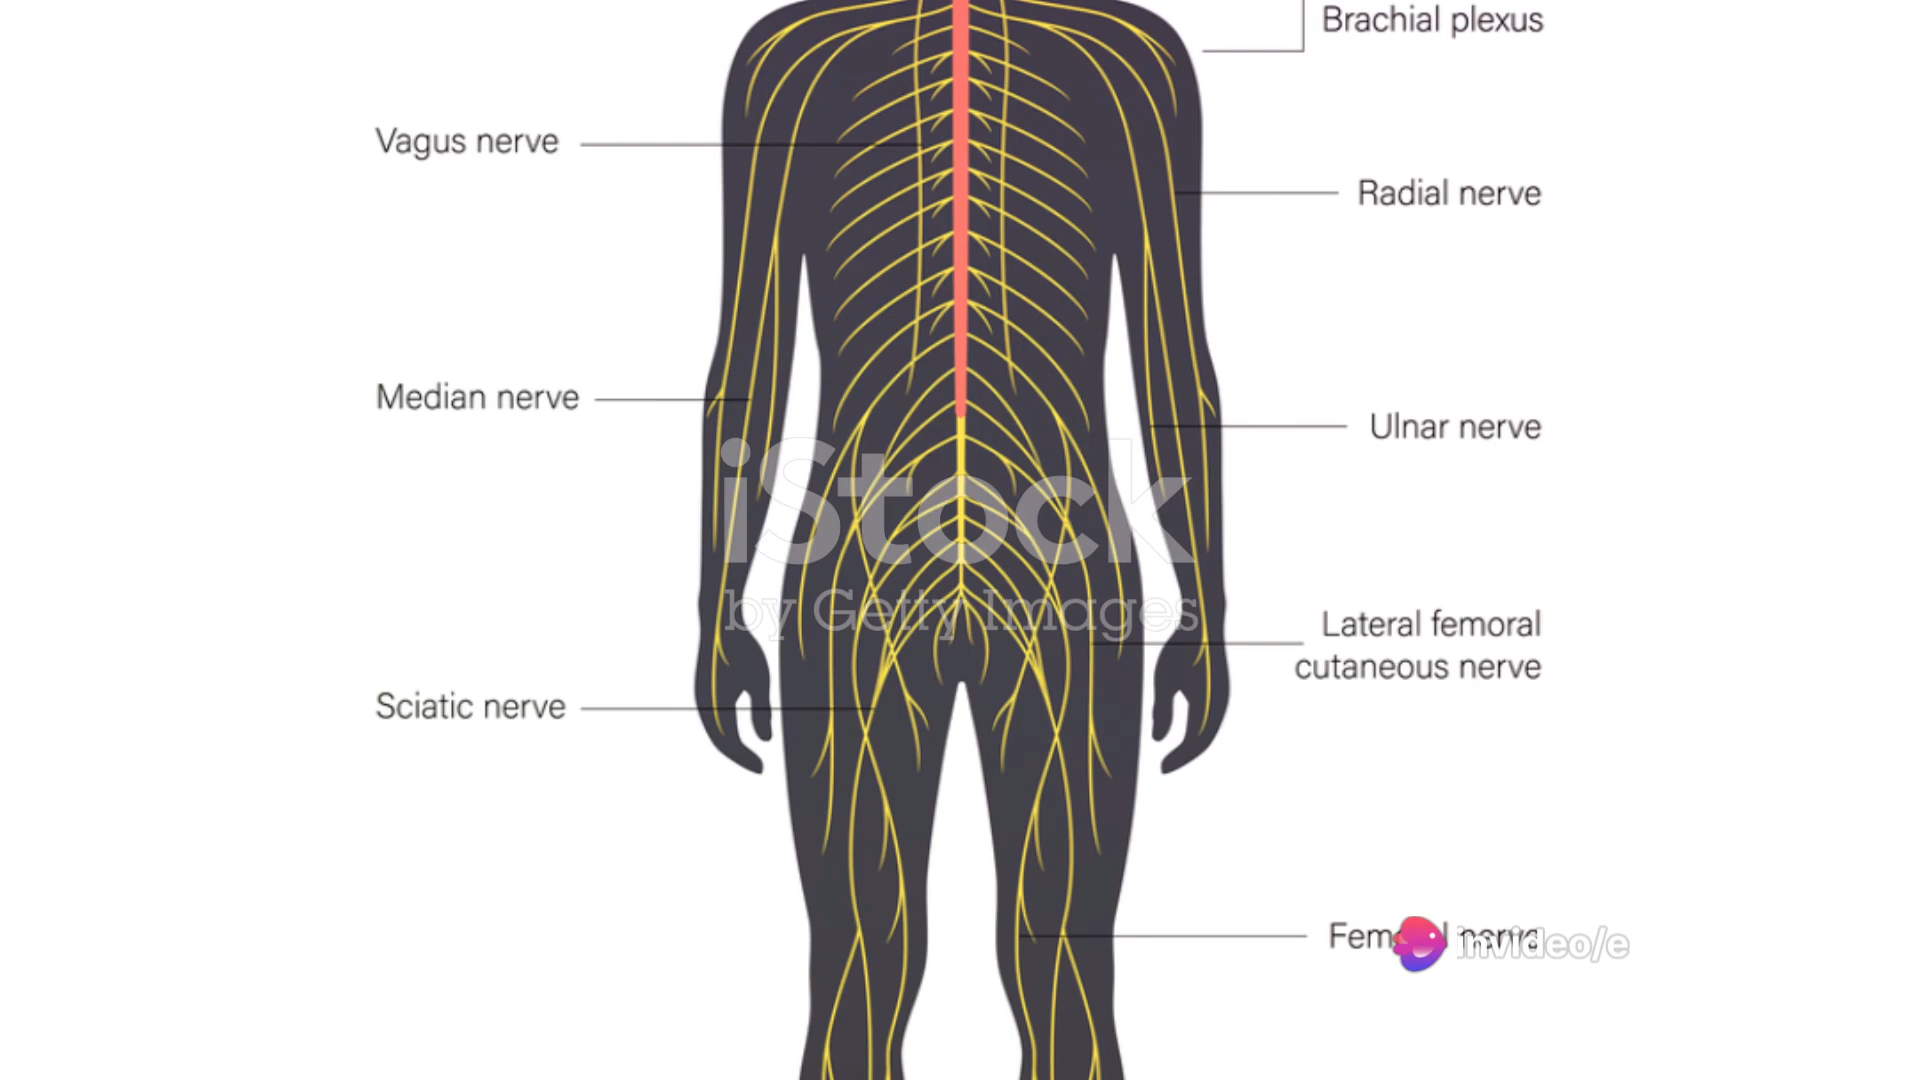 Brachial plexus
Vagus nerve
Radial nerve
Median nerve
Ulnar nerve
iStock
by Getty Images
Lateral femoral
cutaneous nerve
Sciatic nerve
nerve
invideo/e